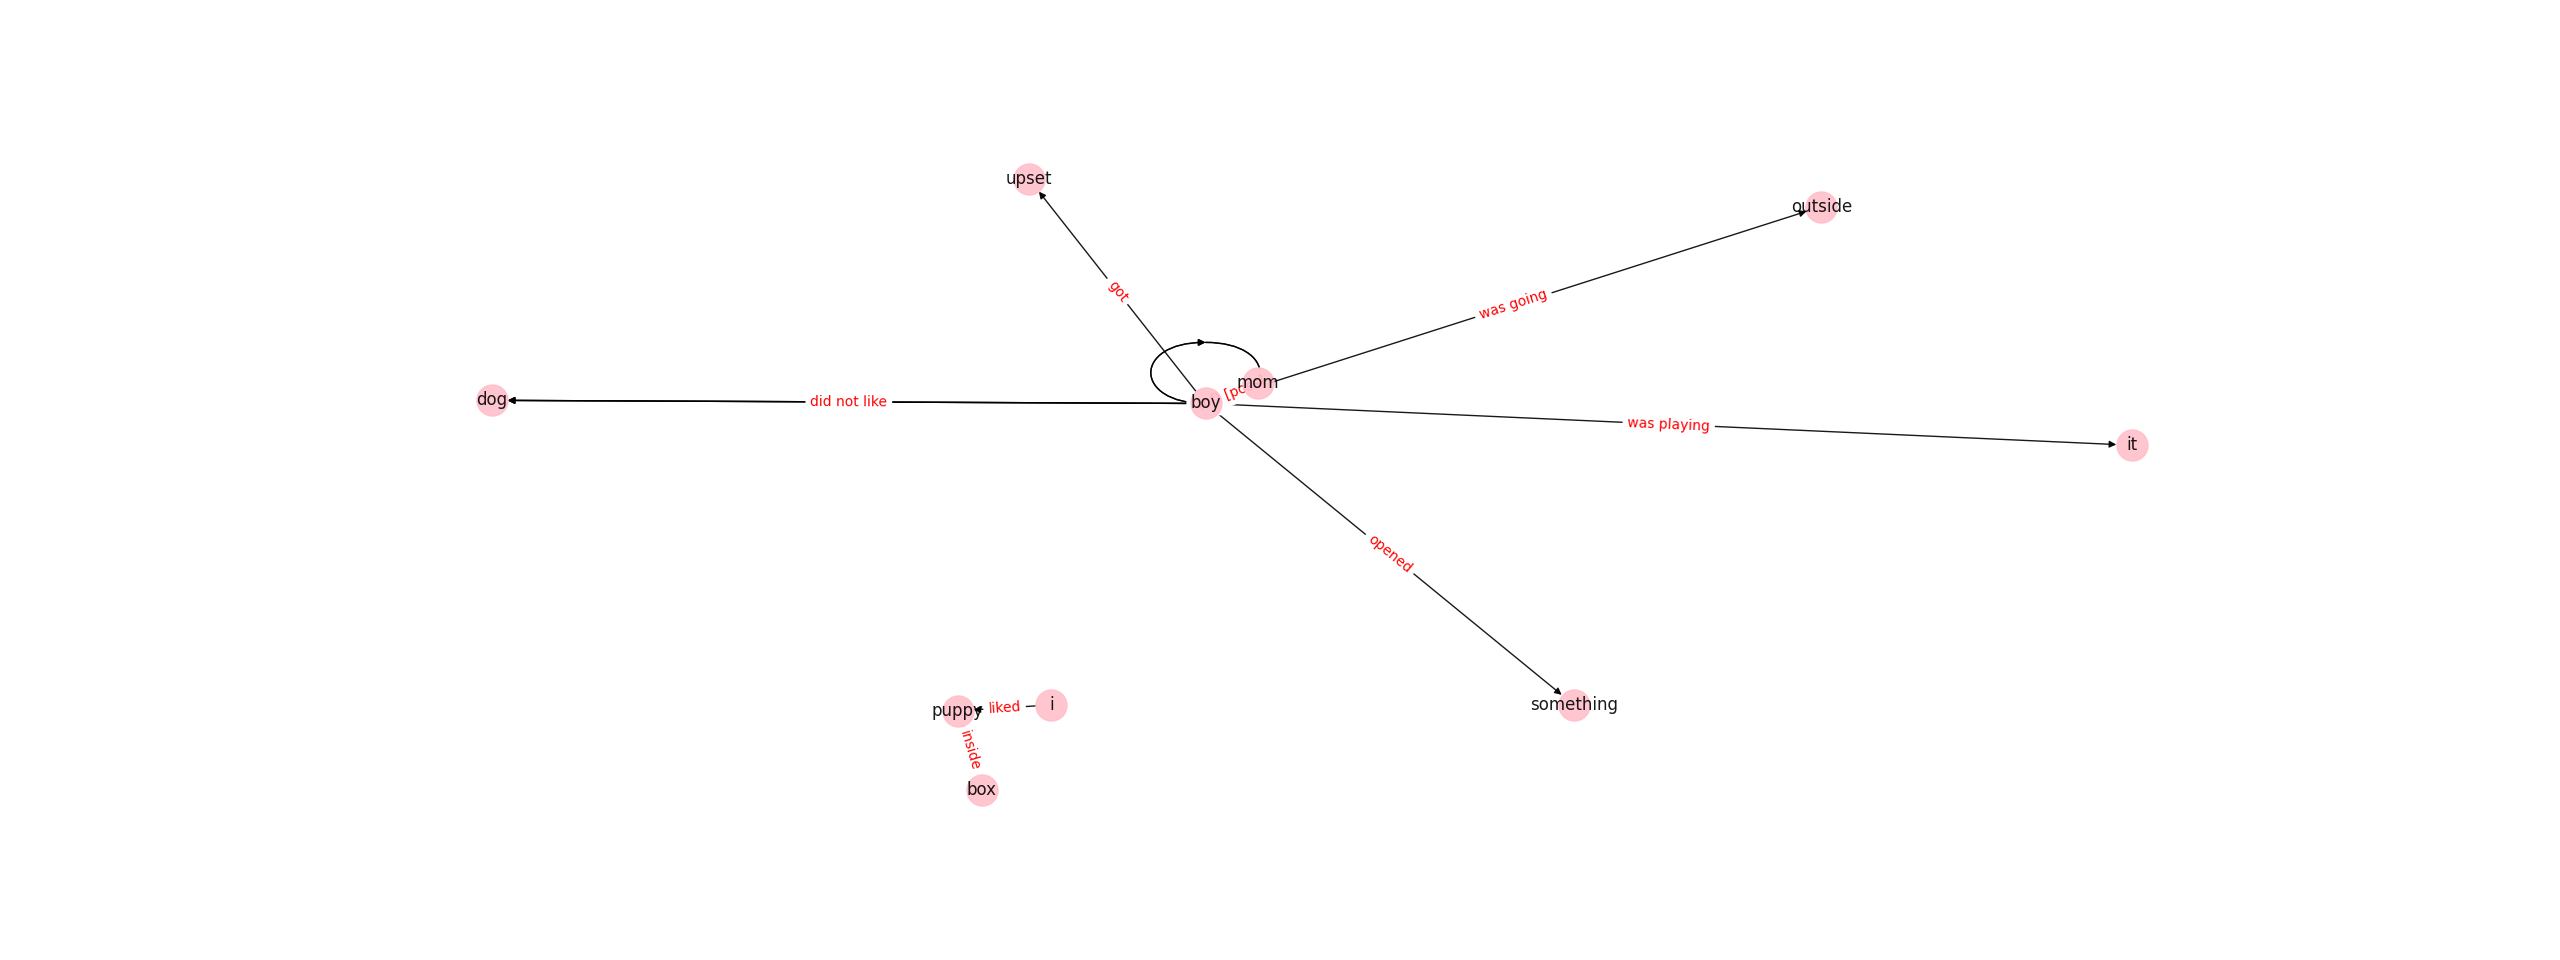 upset
outside
got
was going
mom
dog
did not like
boy
was playing
it
opened
something
puppy
liked
i
inside
box